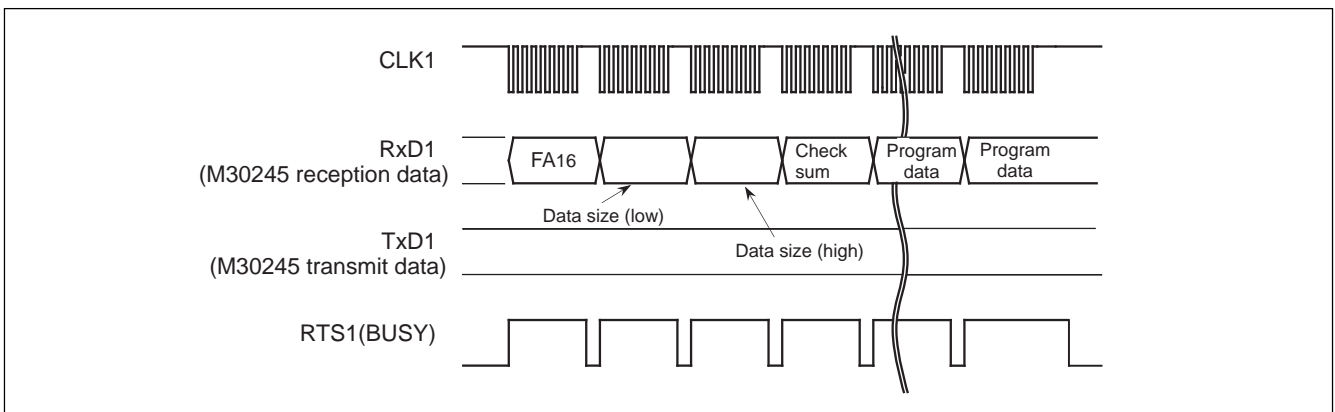 CLK1
RxD1
(M30245 reception data)
FA16
Check
sum
Program
data
Program
data
Data size (low)
Data size (high)
TxD1
(M30245 transmit data)
RTS1(BUSY)